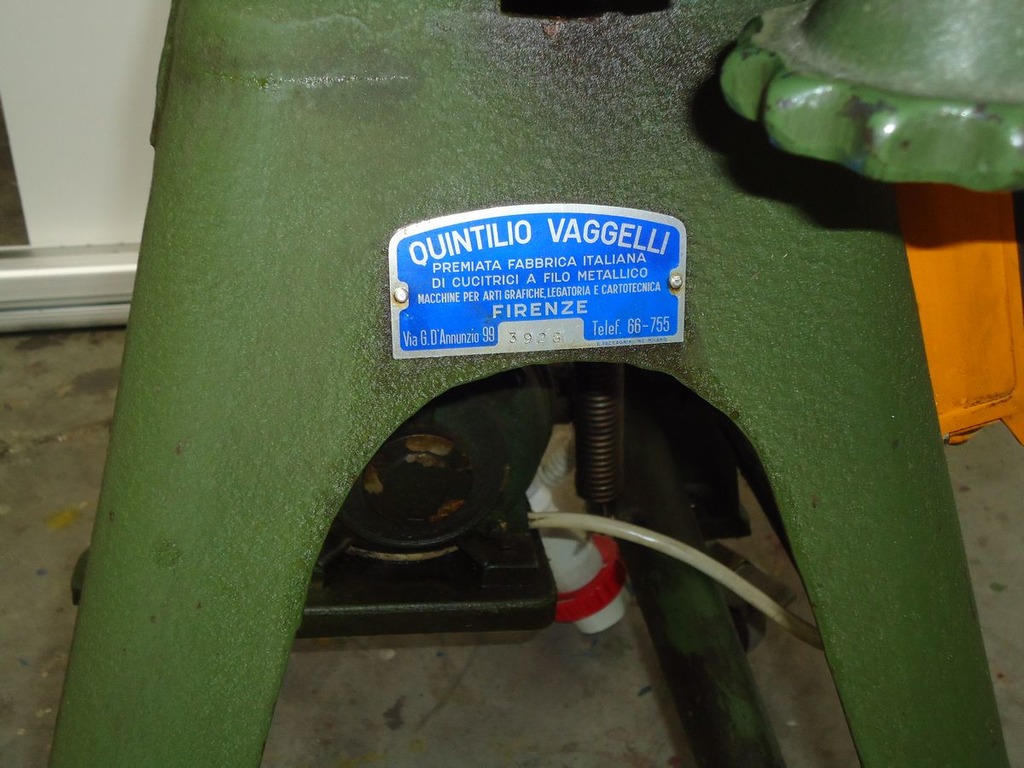 QUINTILIO VAGGELLI
PREMIATA FABBRICA ITALIANA
DI CUCITRICI A FILO METALLICO
MACCHINE PER ARTI GRAFICHE, LEGATORIA E CARTOTECNICA
FIRENZE
Via G. D'Annunzio 99
Telef. 66-755